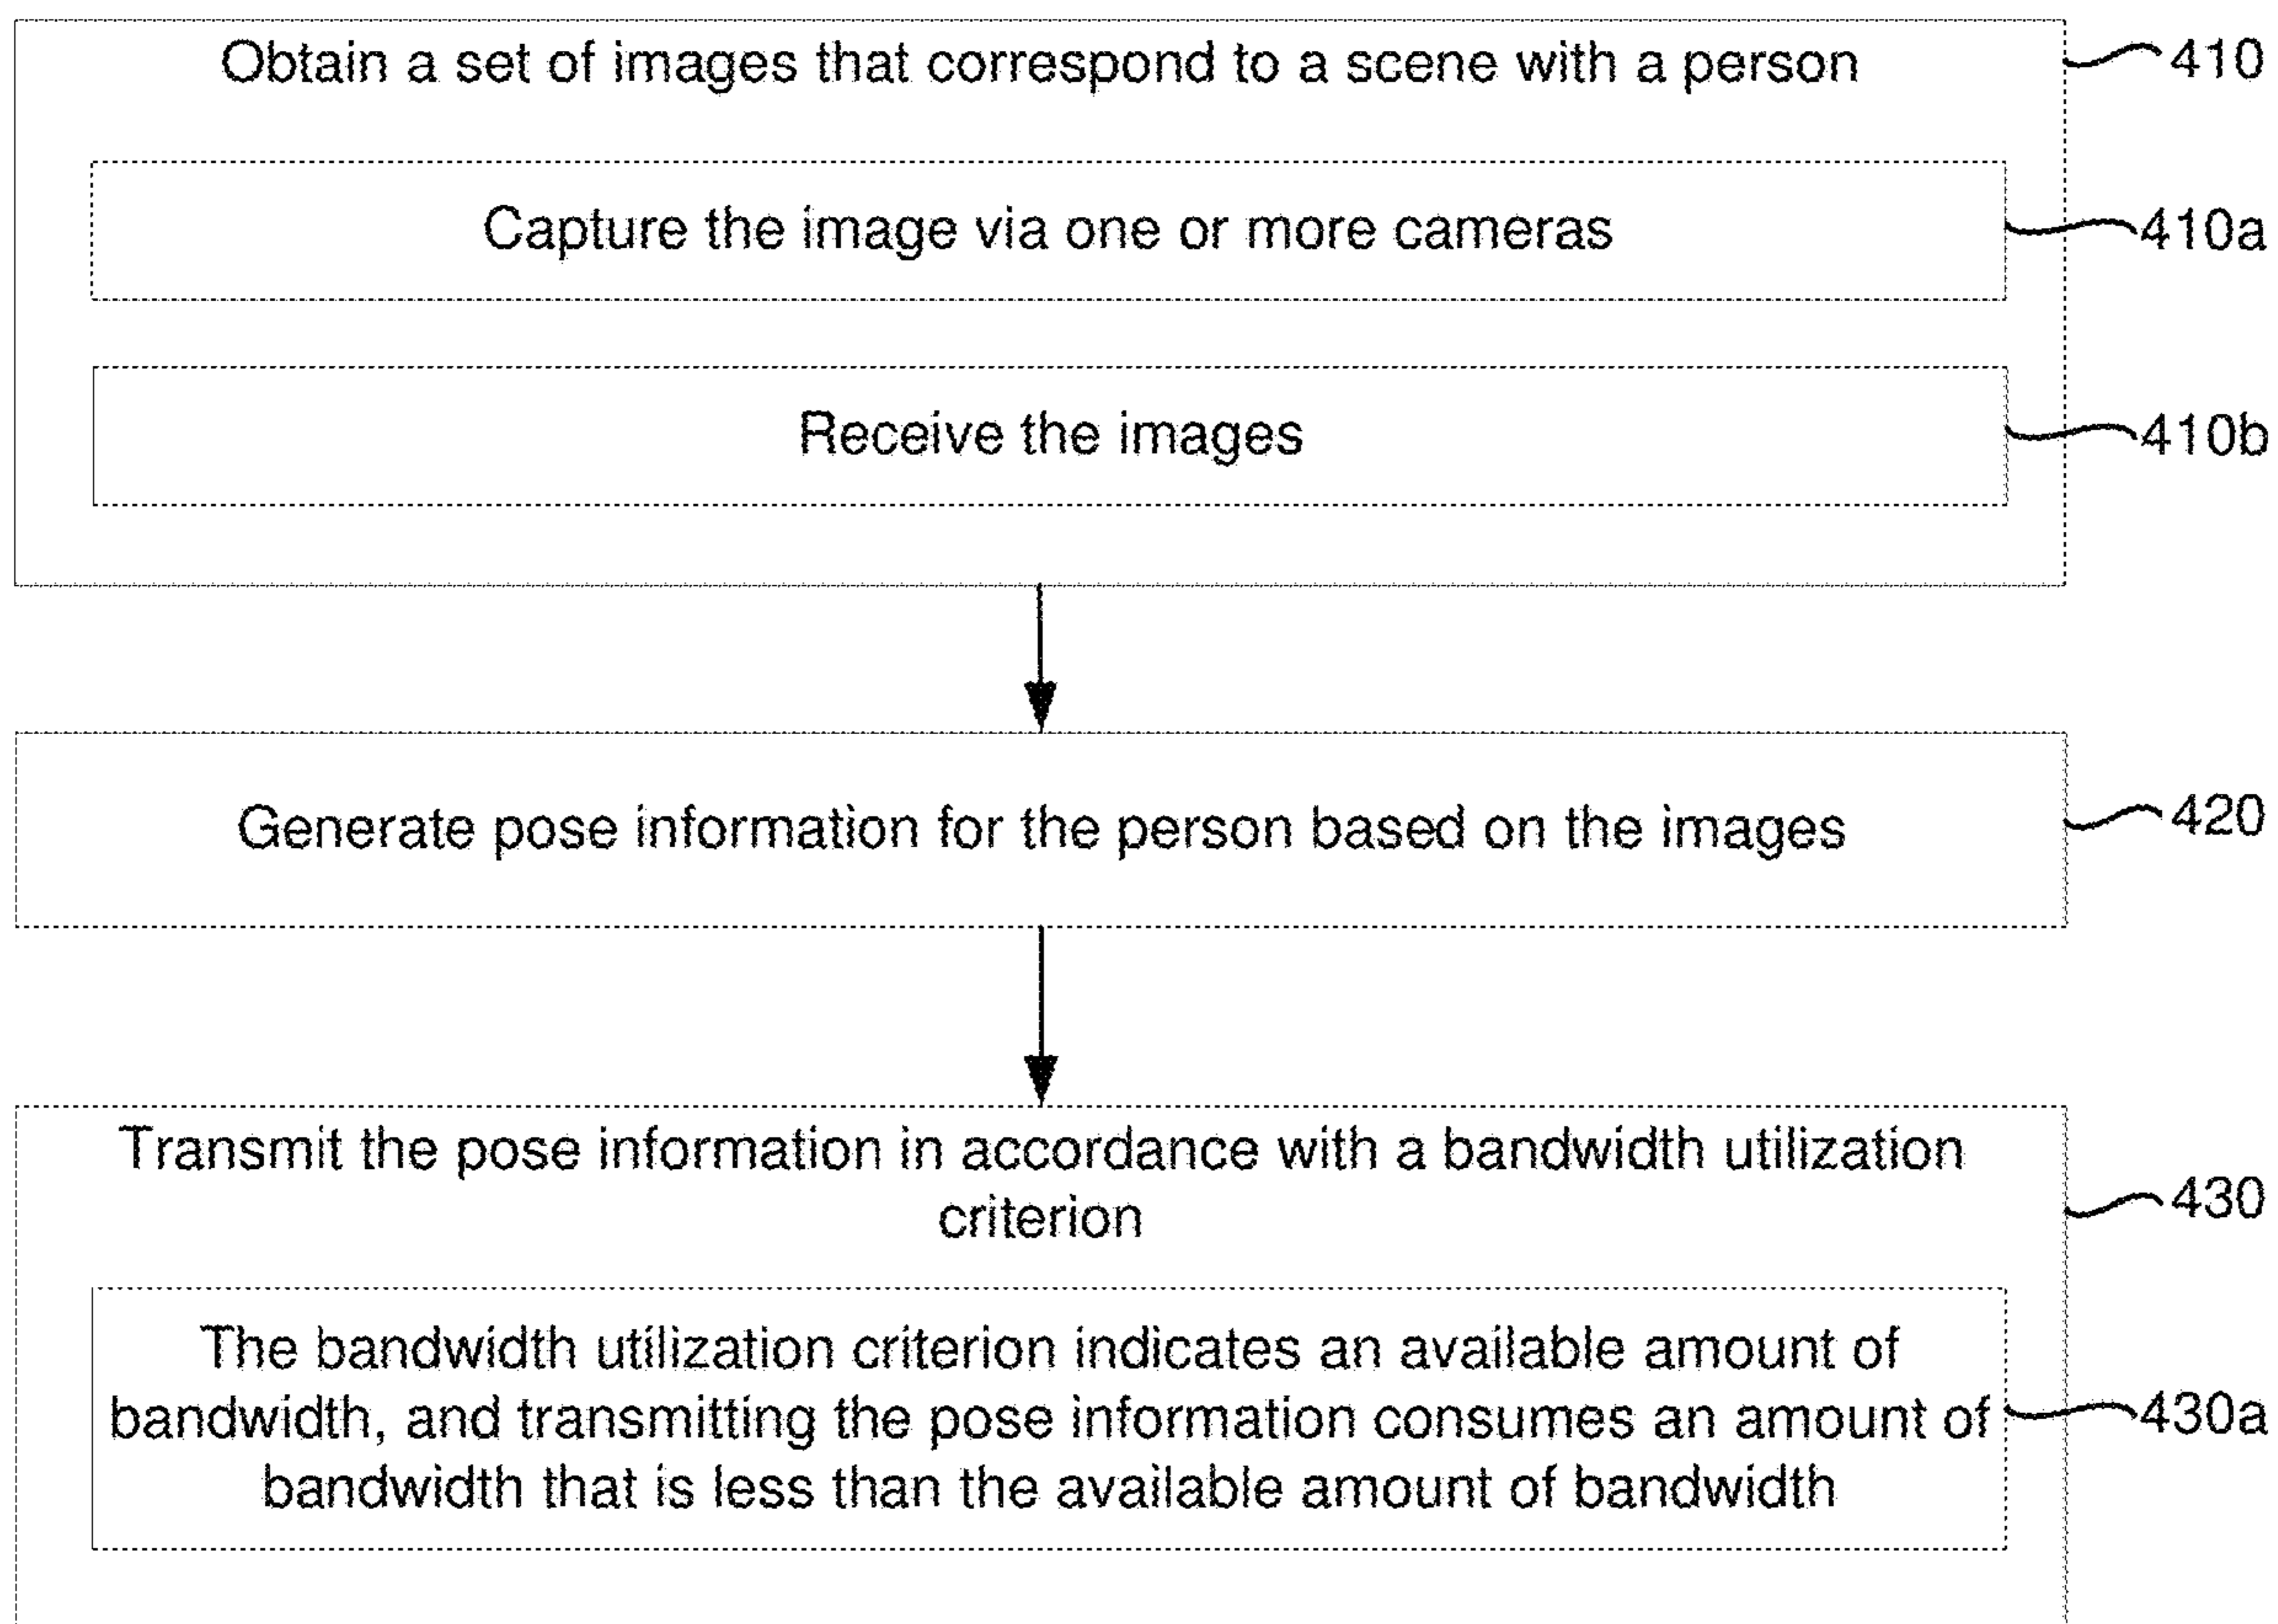 Obtain a set of images that correspond to a scene with a person
410
Capture the image via one or more cameras
410a
Receive the images
410b
Generate pose information for the person based on the images
420
Transmit the pose information in accordance with a bandwidth utilization
criterion
430
The bandwidth utilization criterion indicates an available amount of
bandwidth, and transmitting the pose information consumes an amount of
bandwidth that is less than the available amount of bandwidth
430a